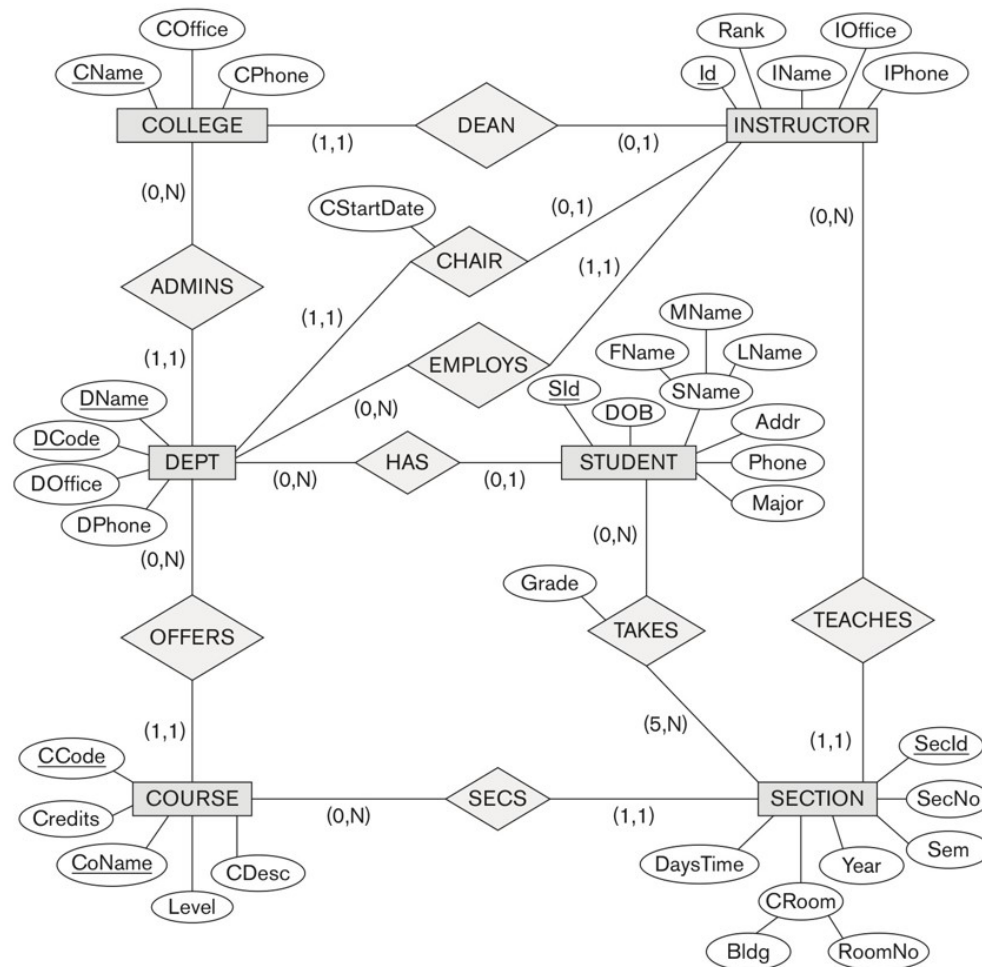 COffice
Rank
IOffice
CName
CPhone
Id
IName
IPhone
COLLEGE
DEAN
INSTRUCTOR
(1,1)
(0,1)
(0,N)
CStartDate
(0,1)
(0,N)
CHAIR
ADMINS
(1,1)
(1,1)
MName
(1,1)
EMPLOYS
FName
LName
DName
(0,N)
SId
SName
DCode
DOB
Addr
DEPT
HAS
STUDENT
Phone
DOffice
(0,N)
(0,1)
Major
DPhone
(0,N)
(0,N)
Grade
OFFERS
TAKES
TEACHES
(5,N)
(1,1)
(1,1)
SecId
CCode
COURSE
SECS
SECTION
SecNo
Credits
(0,N)
(1,1)
CoName
CDesc
DaysTime
Year
Sem
Level
CRoom
Bldg
RoomNo